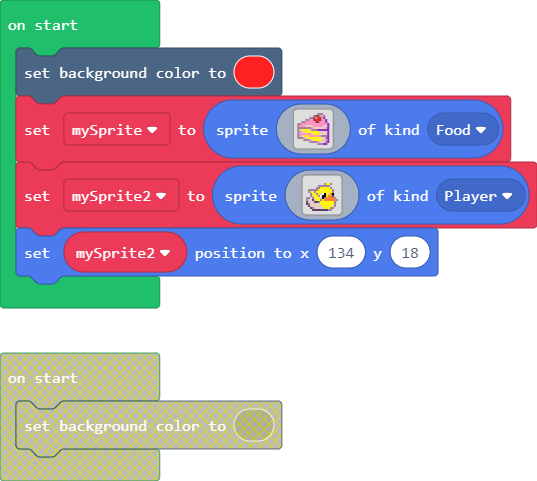 on start
set background color to
set mySprite to sprite of kind Food
set mySprite2 to sprite of kind Player
set mySprite2 position to x 134 y 18
on start
set background color to